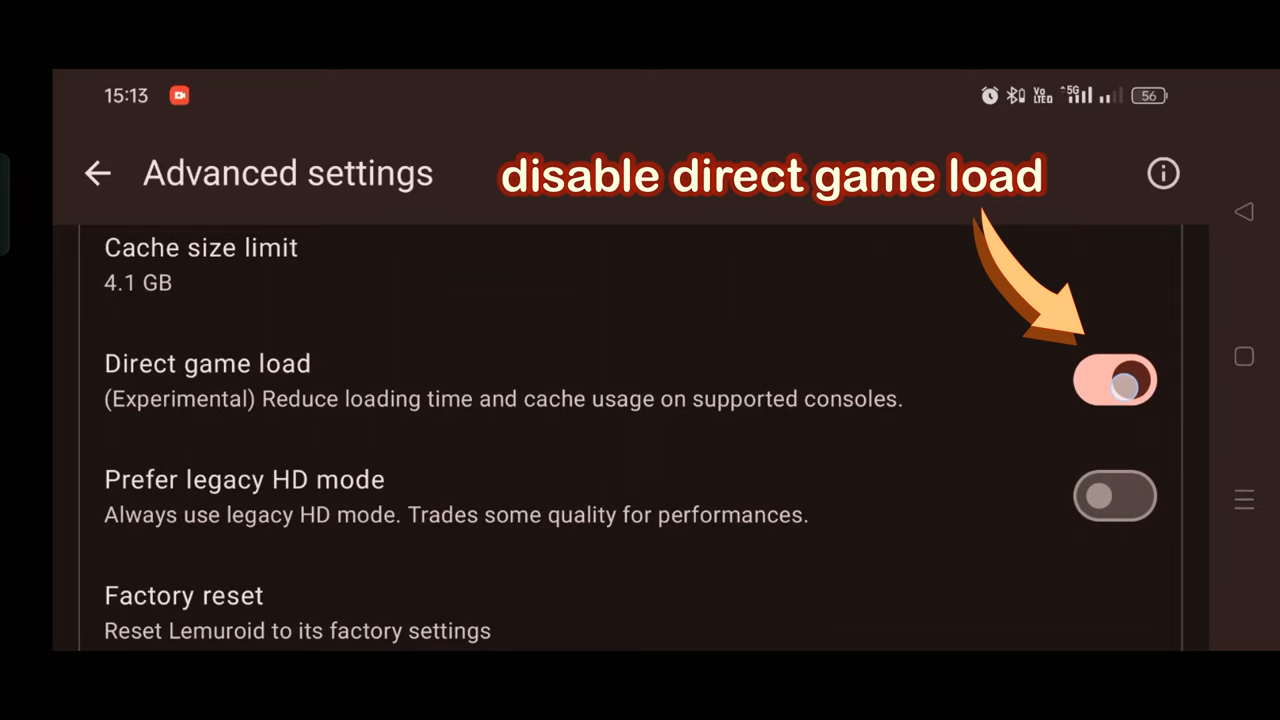 15:13
VoLTED 5G 56
Advanced settings
disable direct game load
Cache size limit
4.1 GB
Direct game load
(Experimental) Reduce loading time and cache usage on supported consoles.
Prefer legacy HD mode
Always use legacy HD mode. Trades some quality for performances.
Factory reset
Reset Lemuroid to its factory settings